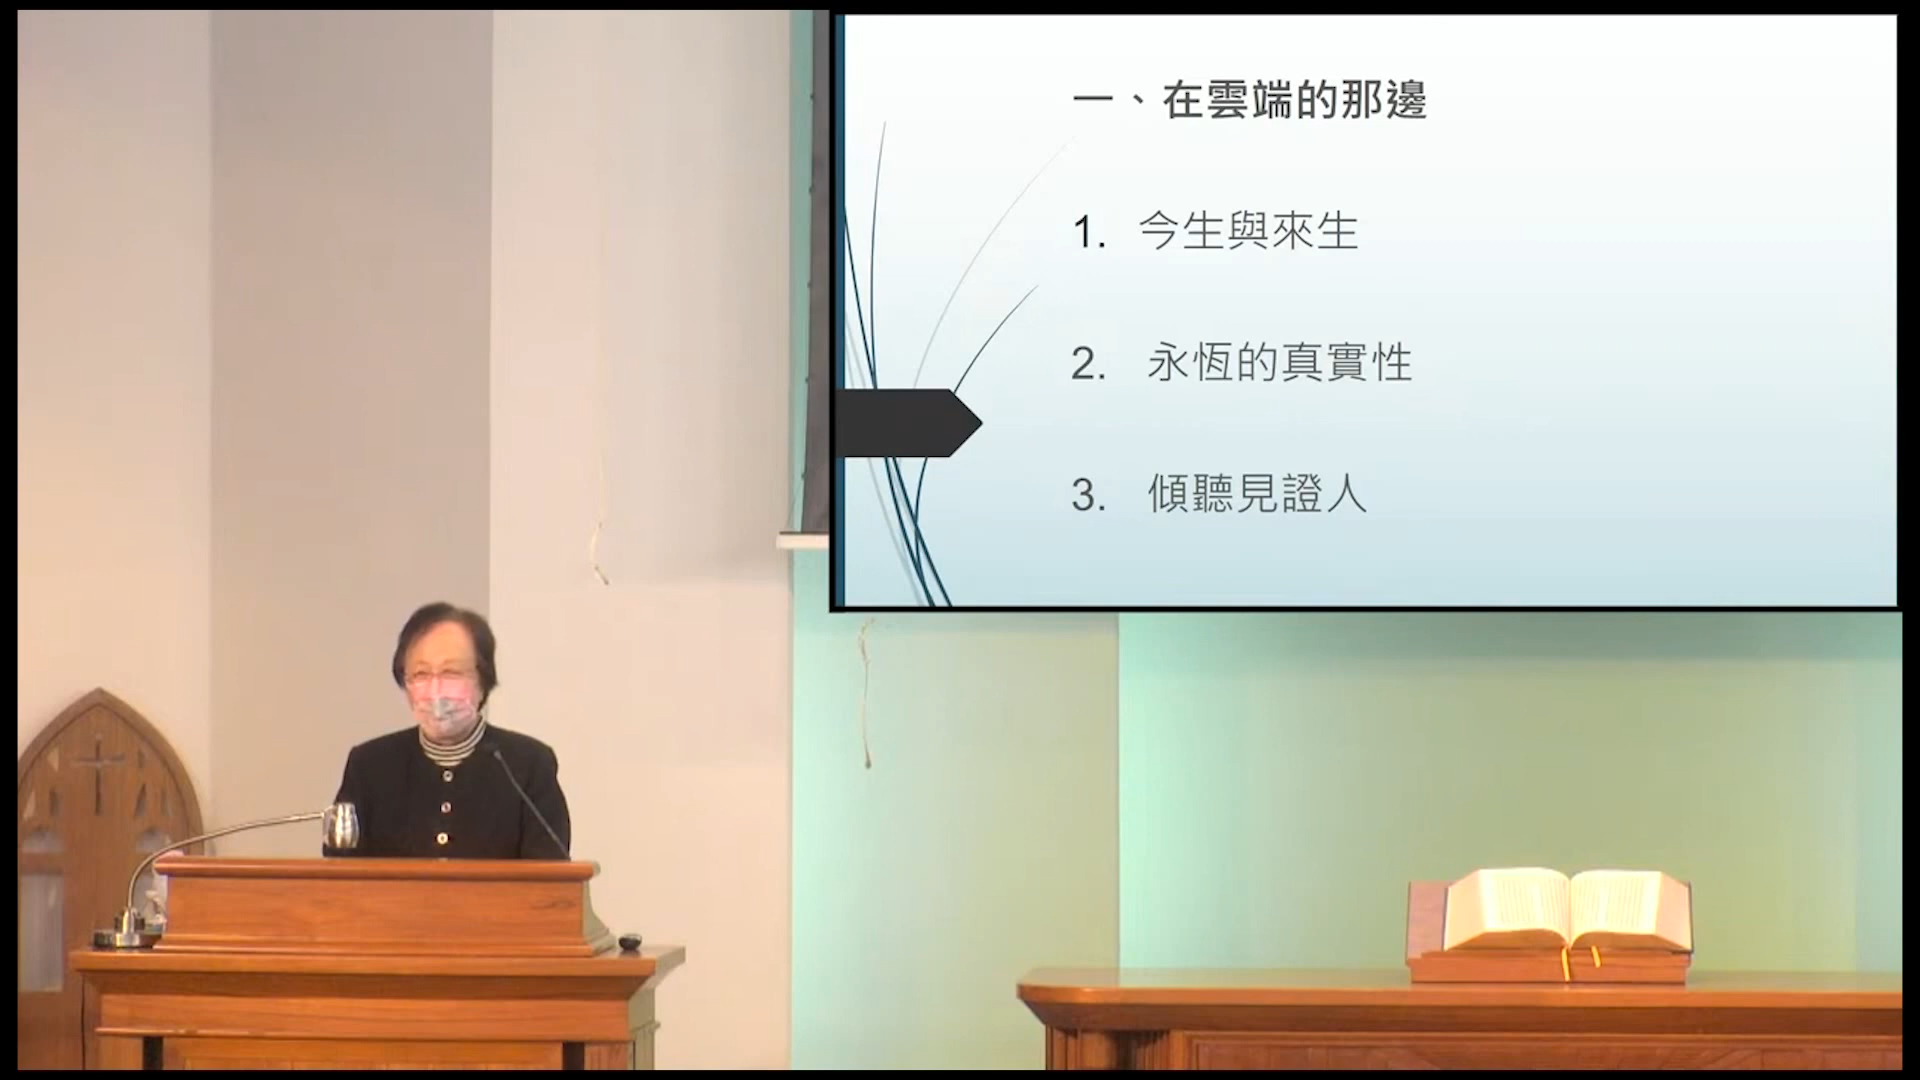 一、在雲端的那邊
1. 今生與來生
2. 永恆的真實性
3. 傾聽見證人